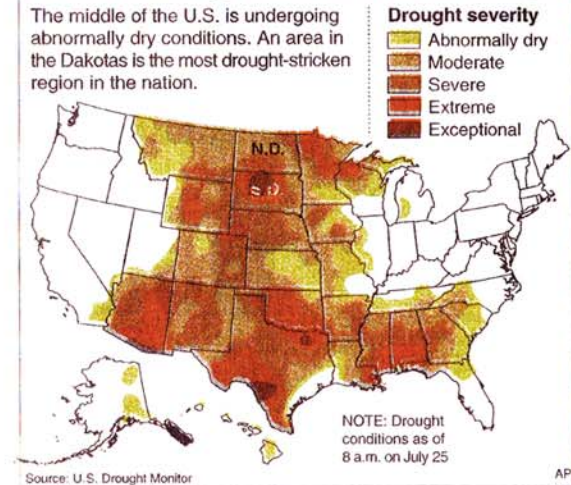 The middle of the U.S. is undergoing
abnormally dry conditions. An area in
the Dakotas is the most drought-stricken
region in the nation.
Drought severity
Abnormally dry
Moderate
Severe
Extreme
Exceptional
N.D.
S.D.
NOTE: Drought
conditions as of
8 a.m. on July 25
Source: U.S. Drought Monitor
AP